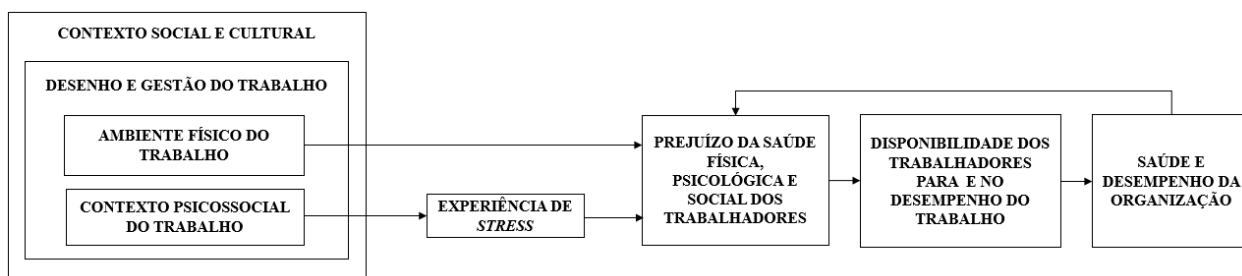 CONTEXTO SOCIAL E CULTURAL
DESENHO E GESTÃO DO TRABALHO
AMBIENTE FÍSICO DO
TRABALHO
CONTEXTO PSICOSSOCIAL
DO TRABALHO
EXPERIÊNCIA DE
STRESS
PREJUÍZO DA SAÚDE
FÍSICA,
PSICOLÓGICA E
SOCIAL DOS
TRABALHADORES
DISPONIBILIDADE DOS
TRABALHADORES
PARA E NO
DESEMPENHO DO
TRABALHO
SAÚDE E
DESEMPENHO DA
ORGANIZAÇÃO